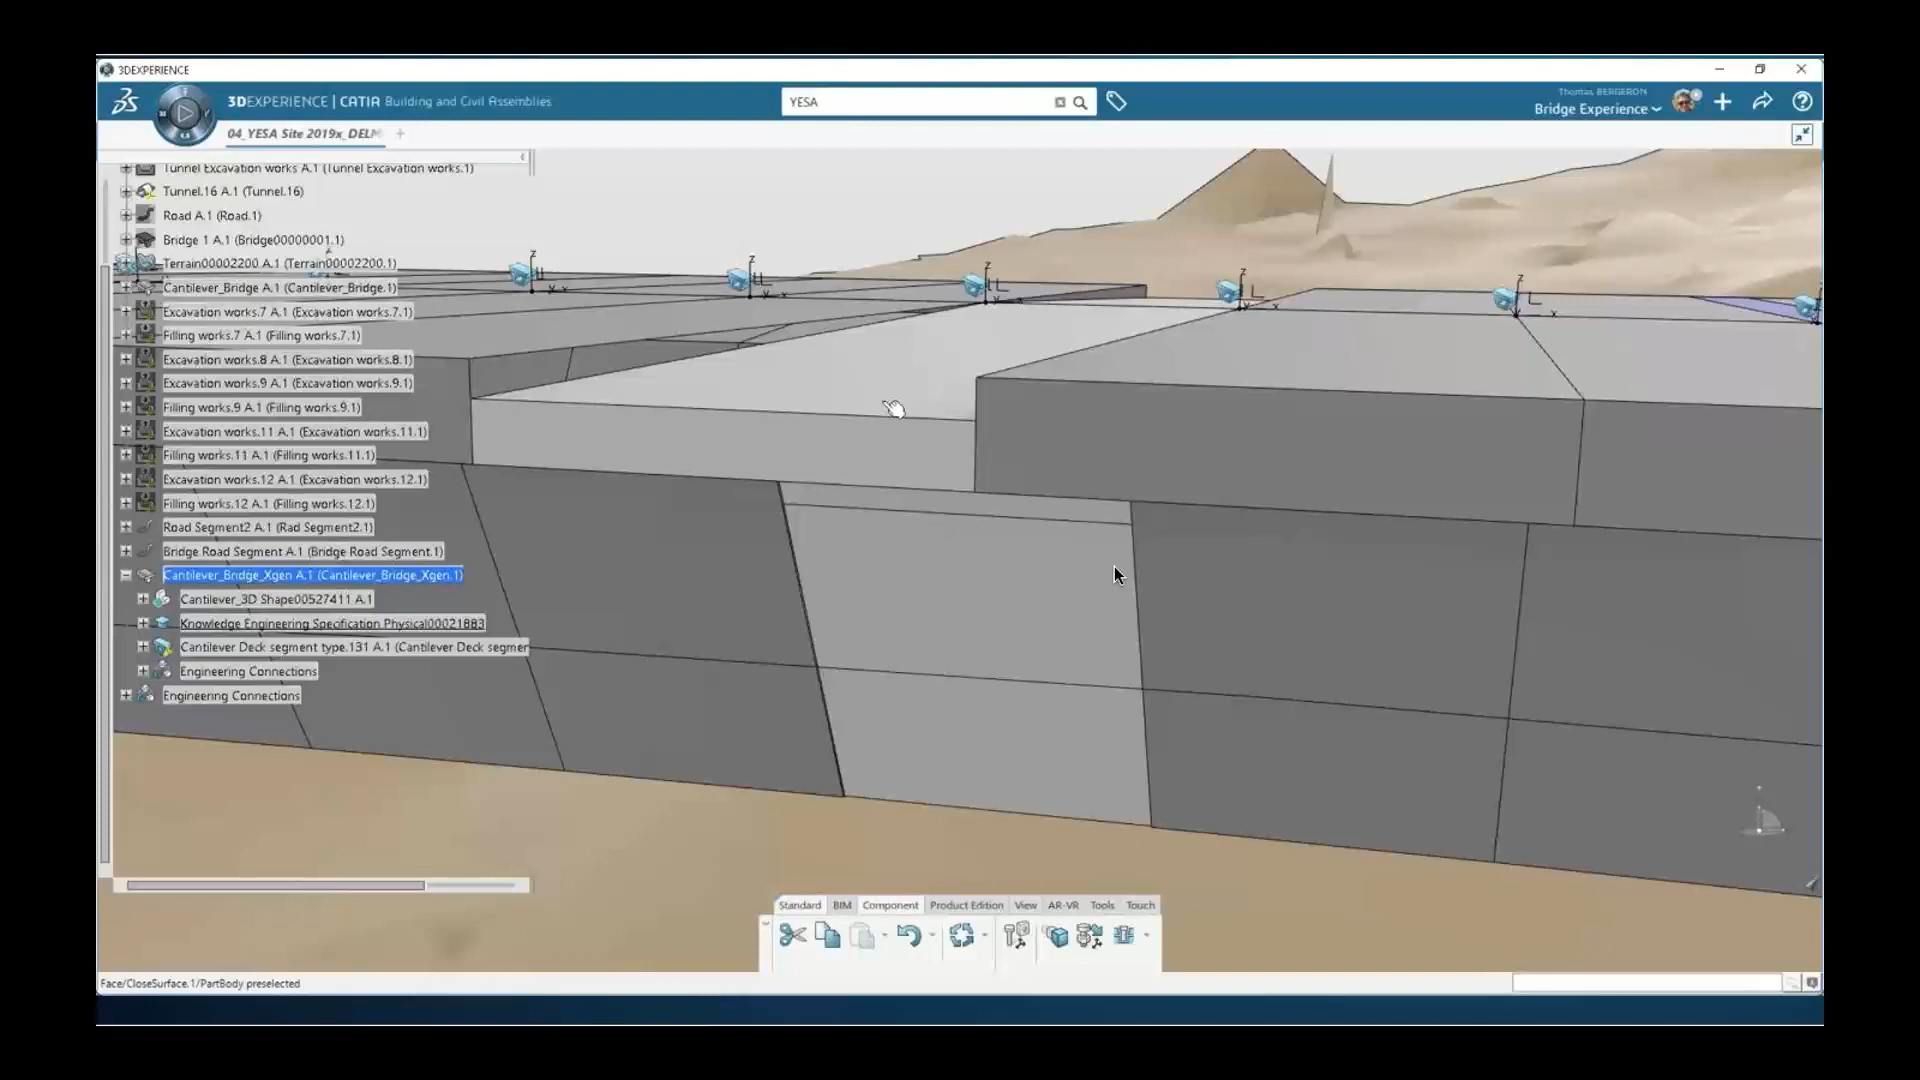 3DEXPERIENCE
3DEXPERIENCE | CATIA Building and Civil Assemblies
YESA
Thomas BERGERON
Bridge Experience
04_YESA Site 2019x_DELM
Tunnel Excavation works A.1 (Tunnel Excavation works.1)
Tunnel.16 A.1 (Tunnel.16)
Road A.1 (Road.1)
Bridge 1 A.1 (Bridge00000001.1)
Terrain00002200 A.1 (Terrain00002200.1)
Cantilever_Bridge A.1 (Cantilever_Bridge.1)
Excavation works.7 A.1 (Excavation works.7.1)
Filling works.7 A.1 (Filling works.7.1)
Excavation works.8 A.1 (Excavation works.8.1)
Excavation works.9 A.1 (Excavation works.9.1)
Filling works.9 A.1 (Filling works.9.1)
Excavation works.11 A.1 (Excavation works.11.1)
Filling works.11 A.1 (Filling works.11.1)
Excavation works.12 A.1 (Excavation works.12.1)
Filling works.12 A.1 (Filling works.12.1)
Road Segment2 A.1 (Rad Segment2.1)
Bridge Road Segment A.1 (Bridge Road Segment.1)
Cantilever_Bridge_Xgen A.1 (Cantilever_Bridge_Xgen.1)
Cantilever_3D Shape00527411 A.1
Knowledge Engineering Specification Physical00021883
Cantilever Deck segment type.131 A.1 (Cantilever Deck segmer
Engineering Connections
Engineering Connections
Standard BIM Component Product Edition View AR-VR Tools Touch
Face/CloseSurface.1/PartBody preselected